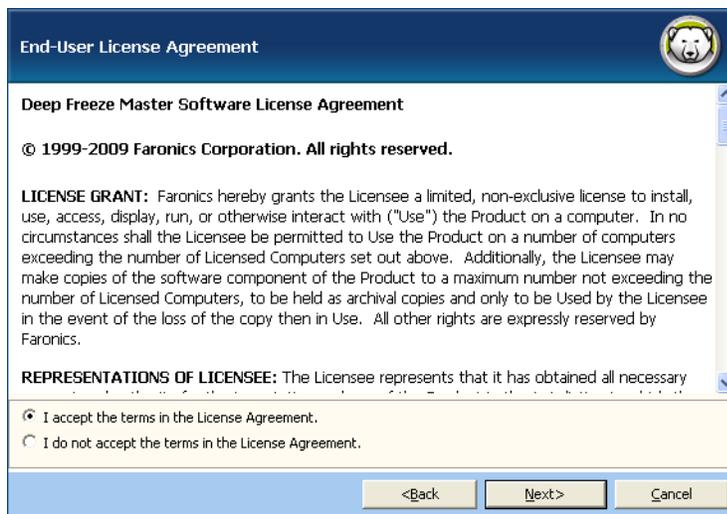 End-User License Agreement
Deep Freeze Master Software License Agreement
© 1999-2009 Faronics Corporation. All rights reserved.
LICENSE GRANT: Faronics hereby grants the Licensee a limited, non-exclusive license to install,
use, access, display, run, or otherwise interact with ("Use") the Product on a computer. In no
circumstances shall the Licensee be permitted to Use the Product on a number of computers
exceeding the number of Licensed Computers set out above. Additionally, the Licensee may
make copies of the software component of the Product to a maximum number not exceeding the
number of Licensed Computers, to be held as archival copies and only to be Used by the Licensee
in the event of the loss of the copy then in Use. All other rights are expressly reserved by
Faronics.
REPRESENTATIONS OF LICENSEE: The Licensee represents that it has obtained all necessary
I accept the terms in the License Agreement.
I do not accept the terms in the License Agreement.
<Back Next> Cancel